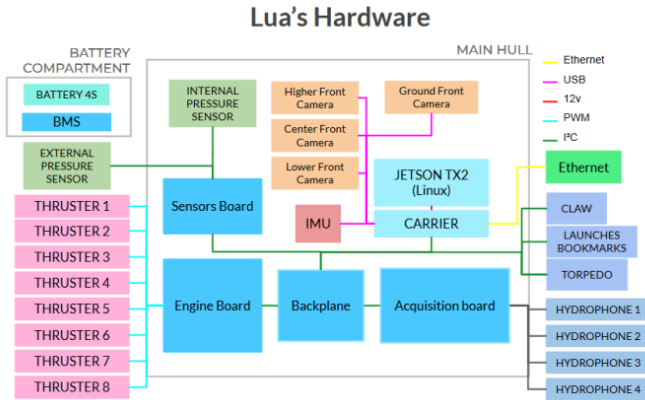 Lua's Hardware
BATTERY
COMPARTMENT
BATTERY 4S
BMS
MAIN HULL
Ethernet
USB
12v
PWM
I²C
INTERNAL
PRESSURE
SENSOR
EXTERNAL
PRESSURE
SENSOR
Higher Front
Camera
Ground Front
Camera
Center Front
Camera
Lower Front
Camera
JETSON TX2
(Linux)
CARRIER
IMU
Ethernet
Sensors Board
CLAW
LAUNCHES
BOOKMARKS
TORPEDO
THRUSTER 1
THRUSTER 2
THRUSTER 3
THRUSTER 4
THRUSTER 5
THRUSTER 6
THRUSTER 7
THRUSTER 8
Engine Board
Backplane
Acquisition board
HYDROPHONE 1
HYDROPHONE 2
HYDROPHONE 3
HYDROPHONE 4